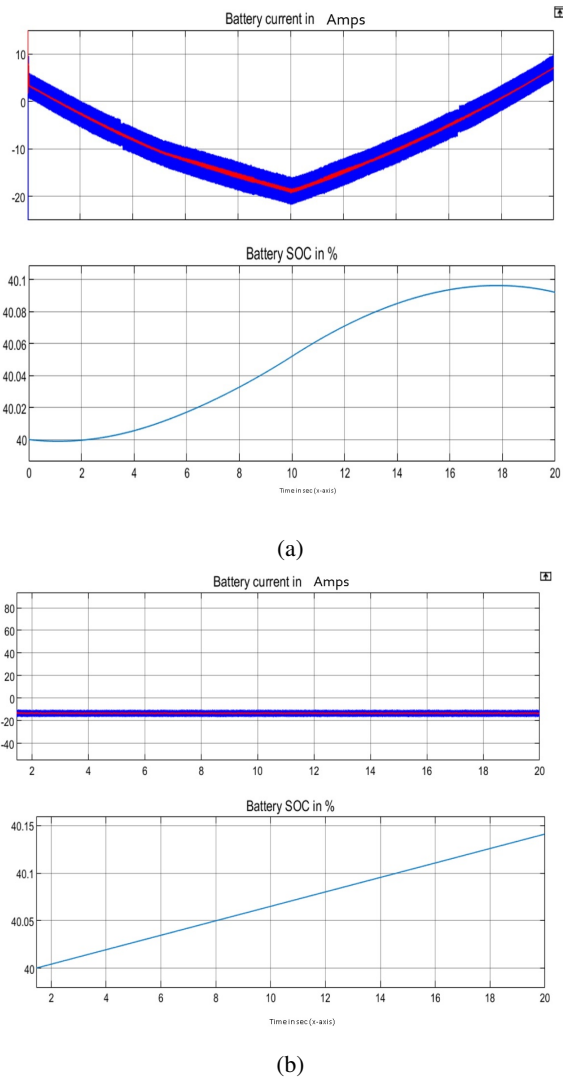 Battery current in Amps
10
0
-10
-20
Battery SOC in %
40.1
40.08
40.06
40.04
40.02
40
0 2 4 6 8 10 12 14 16 18 20
Time in sec (x-axis)
(a)
Battery current in Amps
80
60
40
20
0
-20
-40
2 4 6 8 10 12 14 16 18 20
Battery SOC in %
40.15
40.1
40.05
40
2 4 6 8 10 12 14 16 18 20
Time in sec (x-axis)
(b)